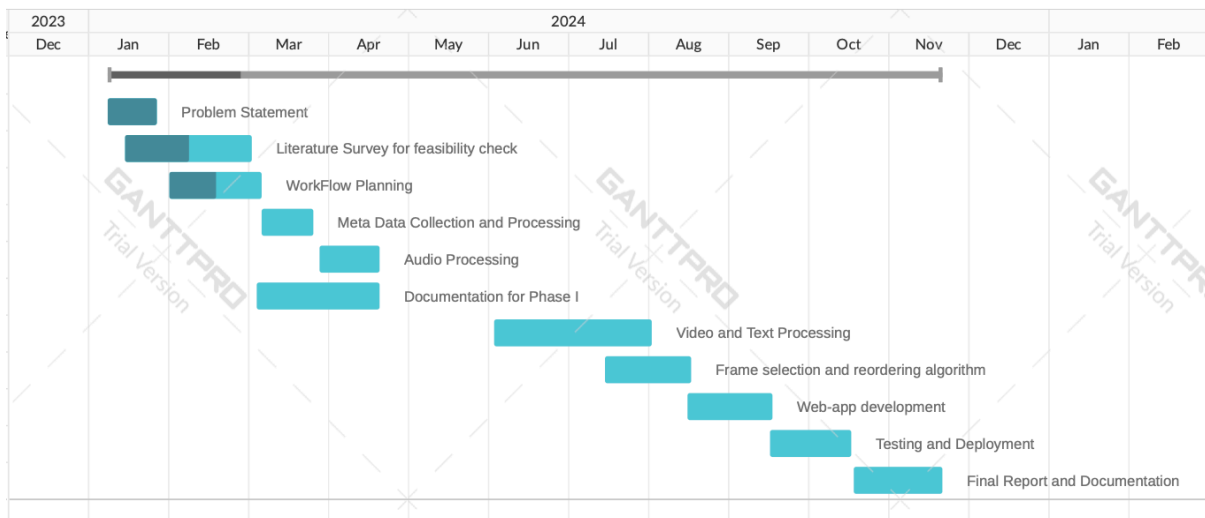 2023 2024
Dec Jan Feb Mar Apr May Jun Jul Aug Sep Oct Nov Dec Jan Feb
Problem Statement
Literature Survey for feasibility check
WorkFlow Planning
Meta Data Collection and Processing
Audio Processing
Documentation for Phase I
Video and Text Processing
Frame selection and reordering algorithm
Web-app development
Testing and Deployment
Final Report and Documentation
GANTTPRO
Trial Version
GANTTPRO
Trial Version
GANTTPRO
Trial Version